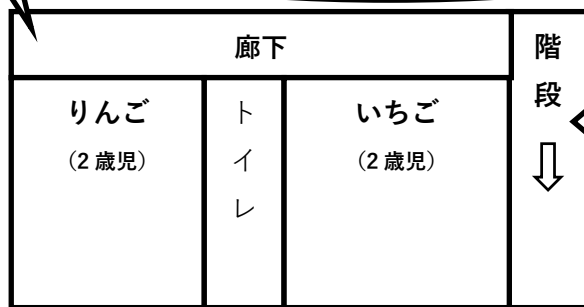 廊下
階段
りんご
(2歳児)
トイレ
いちご
(2歳児)